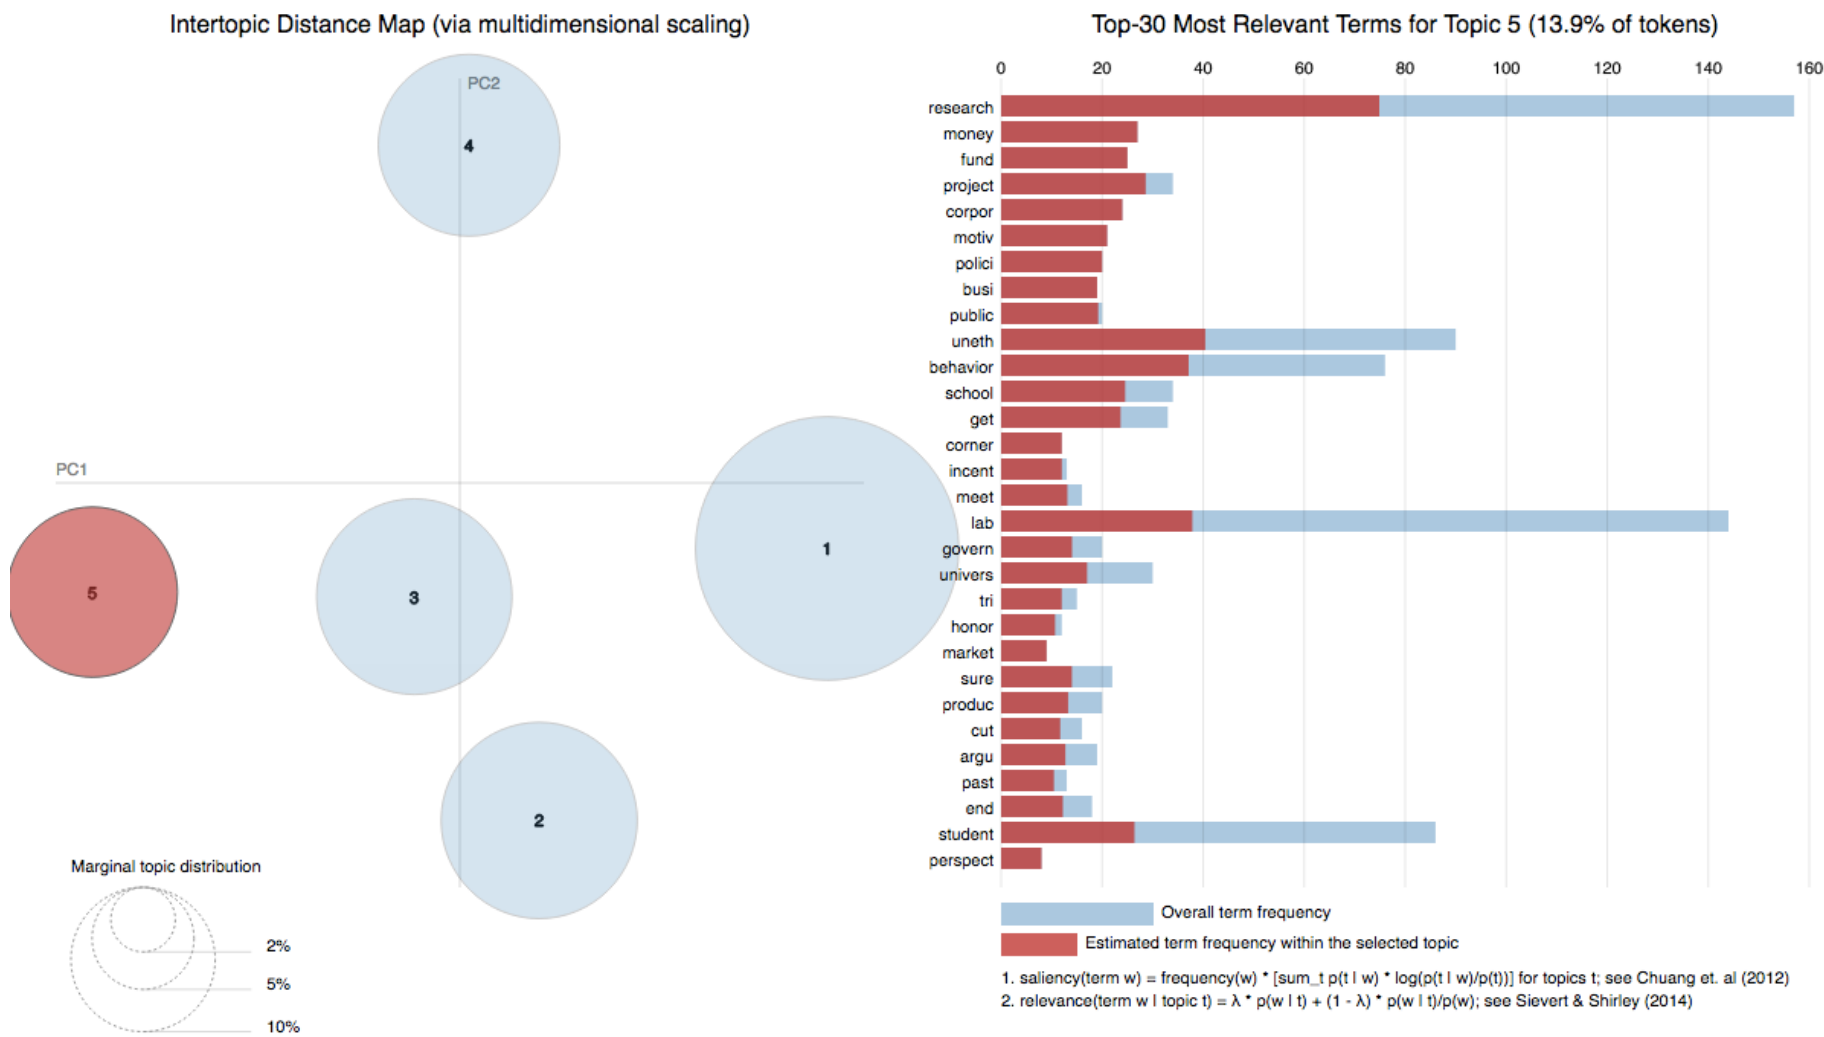 Intertopic Distance Map (via multidimensional scaling)
PC2
4
PC1
1
5
3
2
Marginal topic distribution
2%
5%
10%
Top-30 Most Relevant Terms for Topic 5 (13.9% of tokens)
0 20 40 60 80 100 120 140 160
research
money
fund
project
corpor
motiv
polici
busi
public
uneth
behavior
school
get
corner
incent
meet
lab
govern
univers
tri
honor
market
sure
produc
cut
argu
past
end
student
perspect
Overall term frequency
Estimated term frequency within the selected topic
1. saliency(term w) = frequency(w) * [sum_t p(t | w) * log(p(t | w)/p(t))] for topics t; see Chuang et. al (2012)
2. relevance(term w | topic t) = λ * p(w | t) + (1 - λ) * p(w | t)/p(w); see Sievert & Shirley (2014)